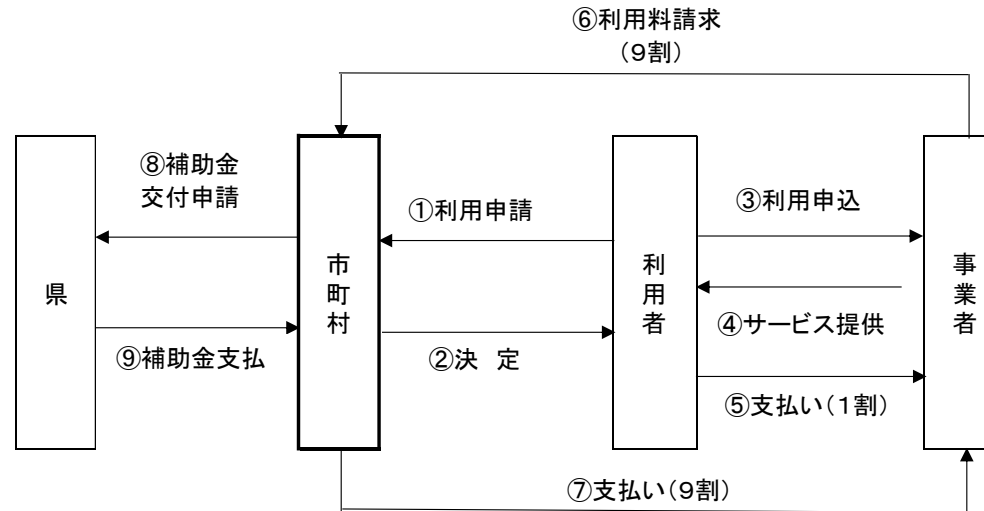 ⑥利用料請求
(9割)
⑧補助金
交付申請
①利用申請
③利用申込
県
市町村
利用者
事業者
④サービス提供
⑨補助金支払
②決 定
⑤支払い(1割)
⑦支払い(9割)